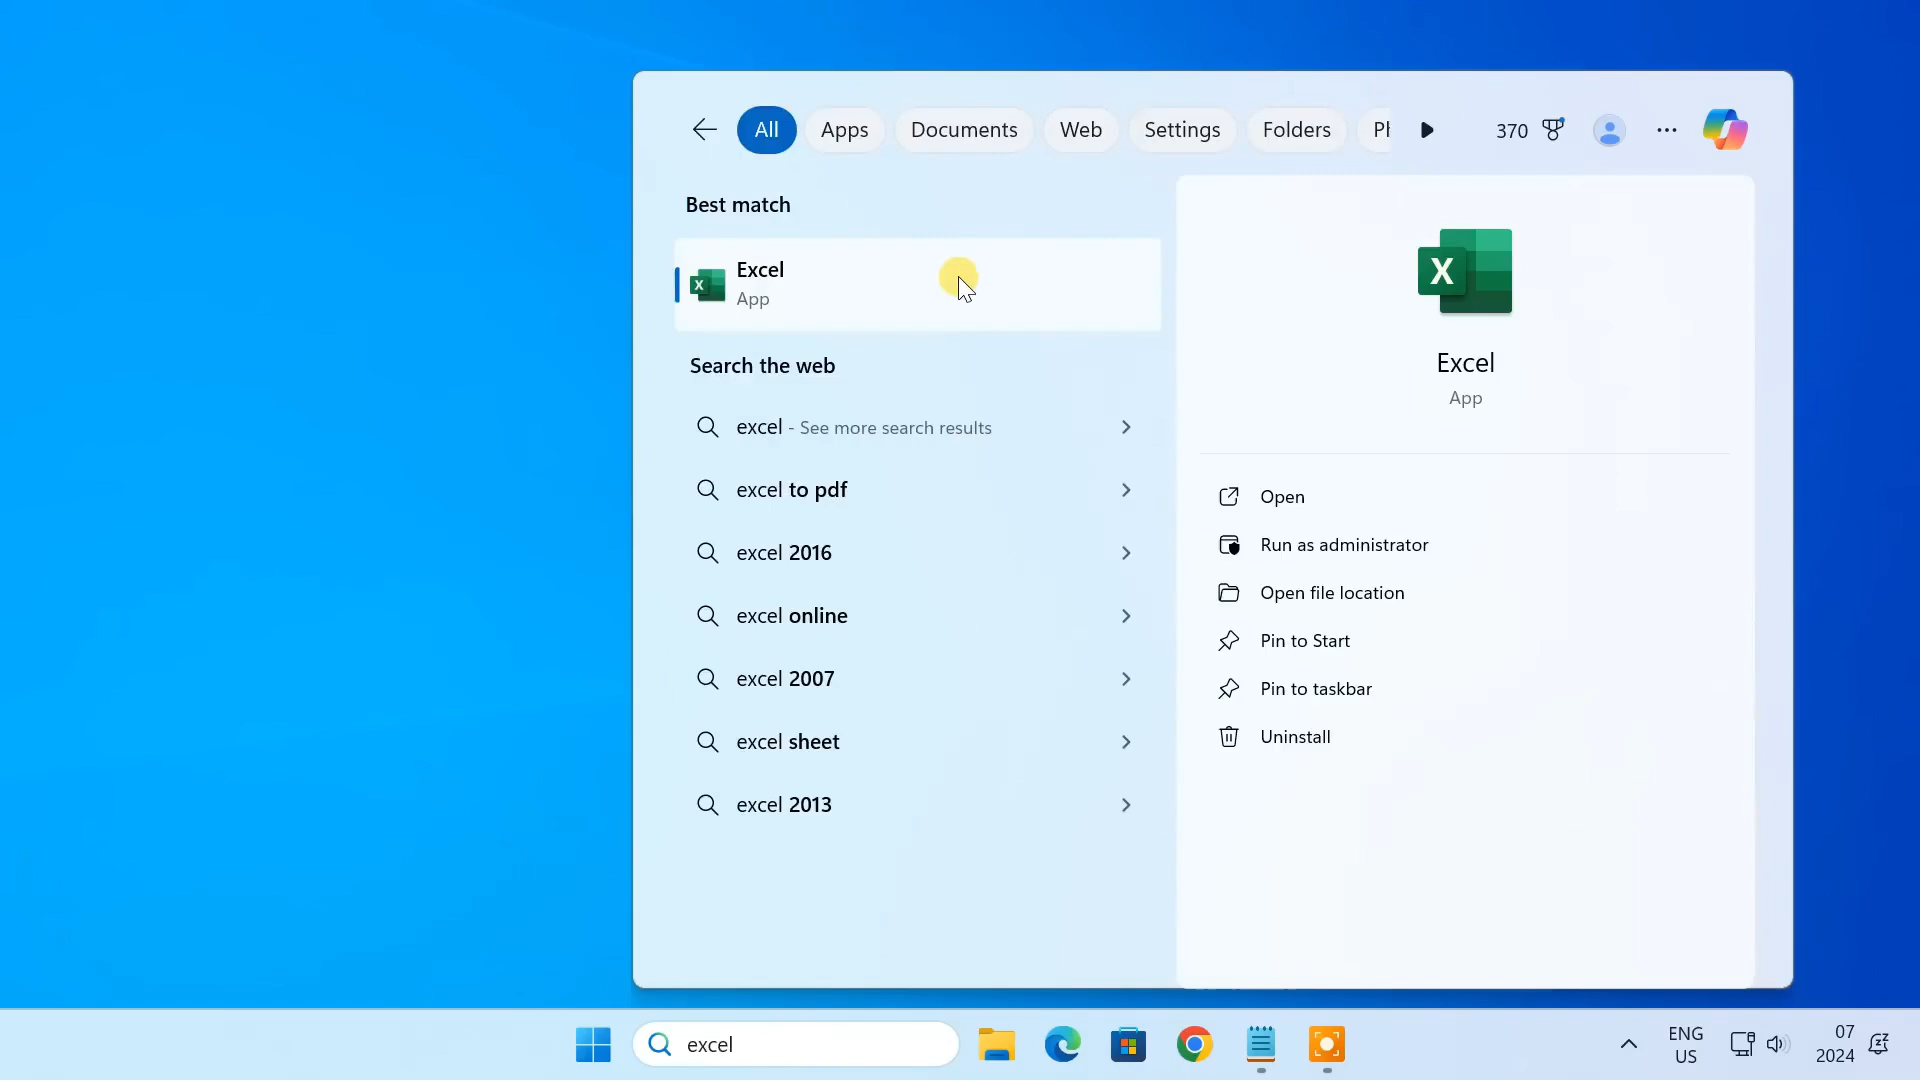 All
Apps
Documents
Web
Settings
Folders
370
Best match
Excel
App
Search the web
excel - See more search results
excel to pdf
excel 2016
excel online
excel 2007
excel sheet
excel 2013
X
Excel
App
Open
Run as administrator
Open file location
Pin to Start
Pin to taskbar
Uninstall
excel
ENG
US
07
2024